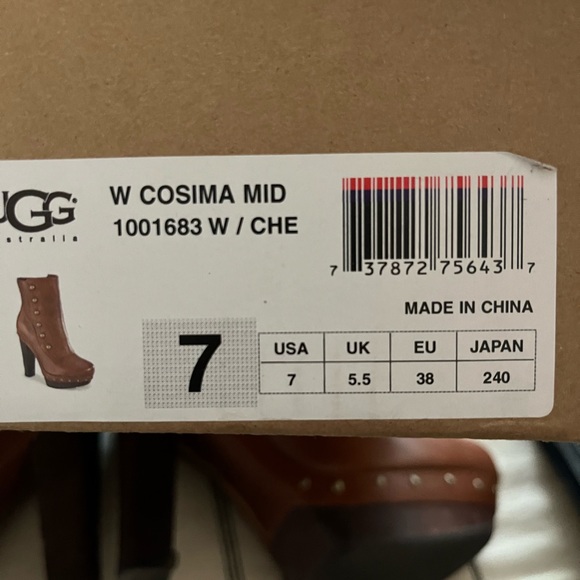 UGG
australia
W COSIMA MID
1001683 W / CHE
7 37872 75643 7
MADE IN CHINA
7
USA UK EU JAPAN
7 5.5 38 240